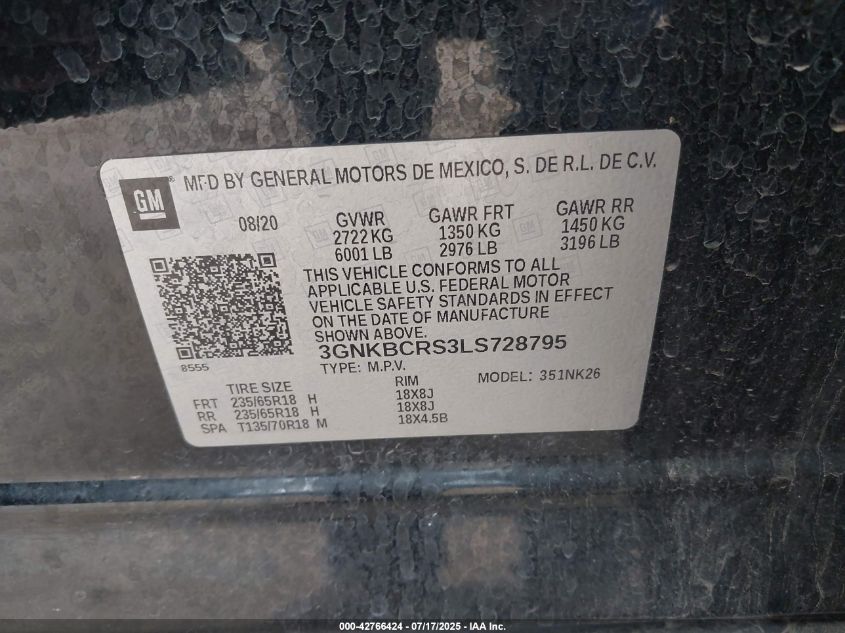 GM ® MFD BY GENERAL MOTORS DE MEXICO, S. DE R.L. DE C.V.
08/20 GVWR GAWR FRT GAWR RR
2722 KG 1350 KG 1450 KG
6001 LB 2976 LB 3196 LB
THIS VEHICLE CONFORMS TO ALL
APPLICABLE U.S. FEDERAL MOTOR
VEHICLE SAFETY STANDARDS IN EFFECT
ON THE DATE OF MANUFACTURE
SHOWN ABOVE.
3GNKBCRS3LS728795
8555 TYPE: M.P.V. MODEL: 351NK26
TIRE SIZE RIM
FRT 235/65R18 H 18X8J
RR 235/65R18 H 18X8J
SPA T135/70R18 M 18X4.5B
000-42766424 - 07/17/2025 - IAA Inc.